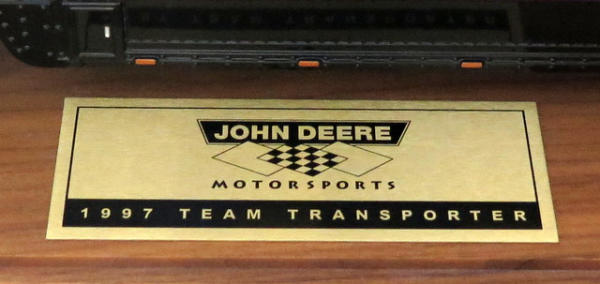 JOHN DEERE
MOTORSPORTS
1997 TEAM TRANSPORTER